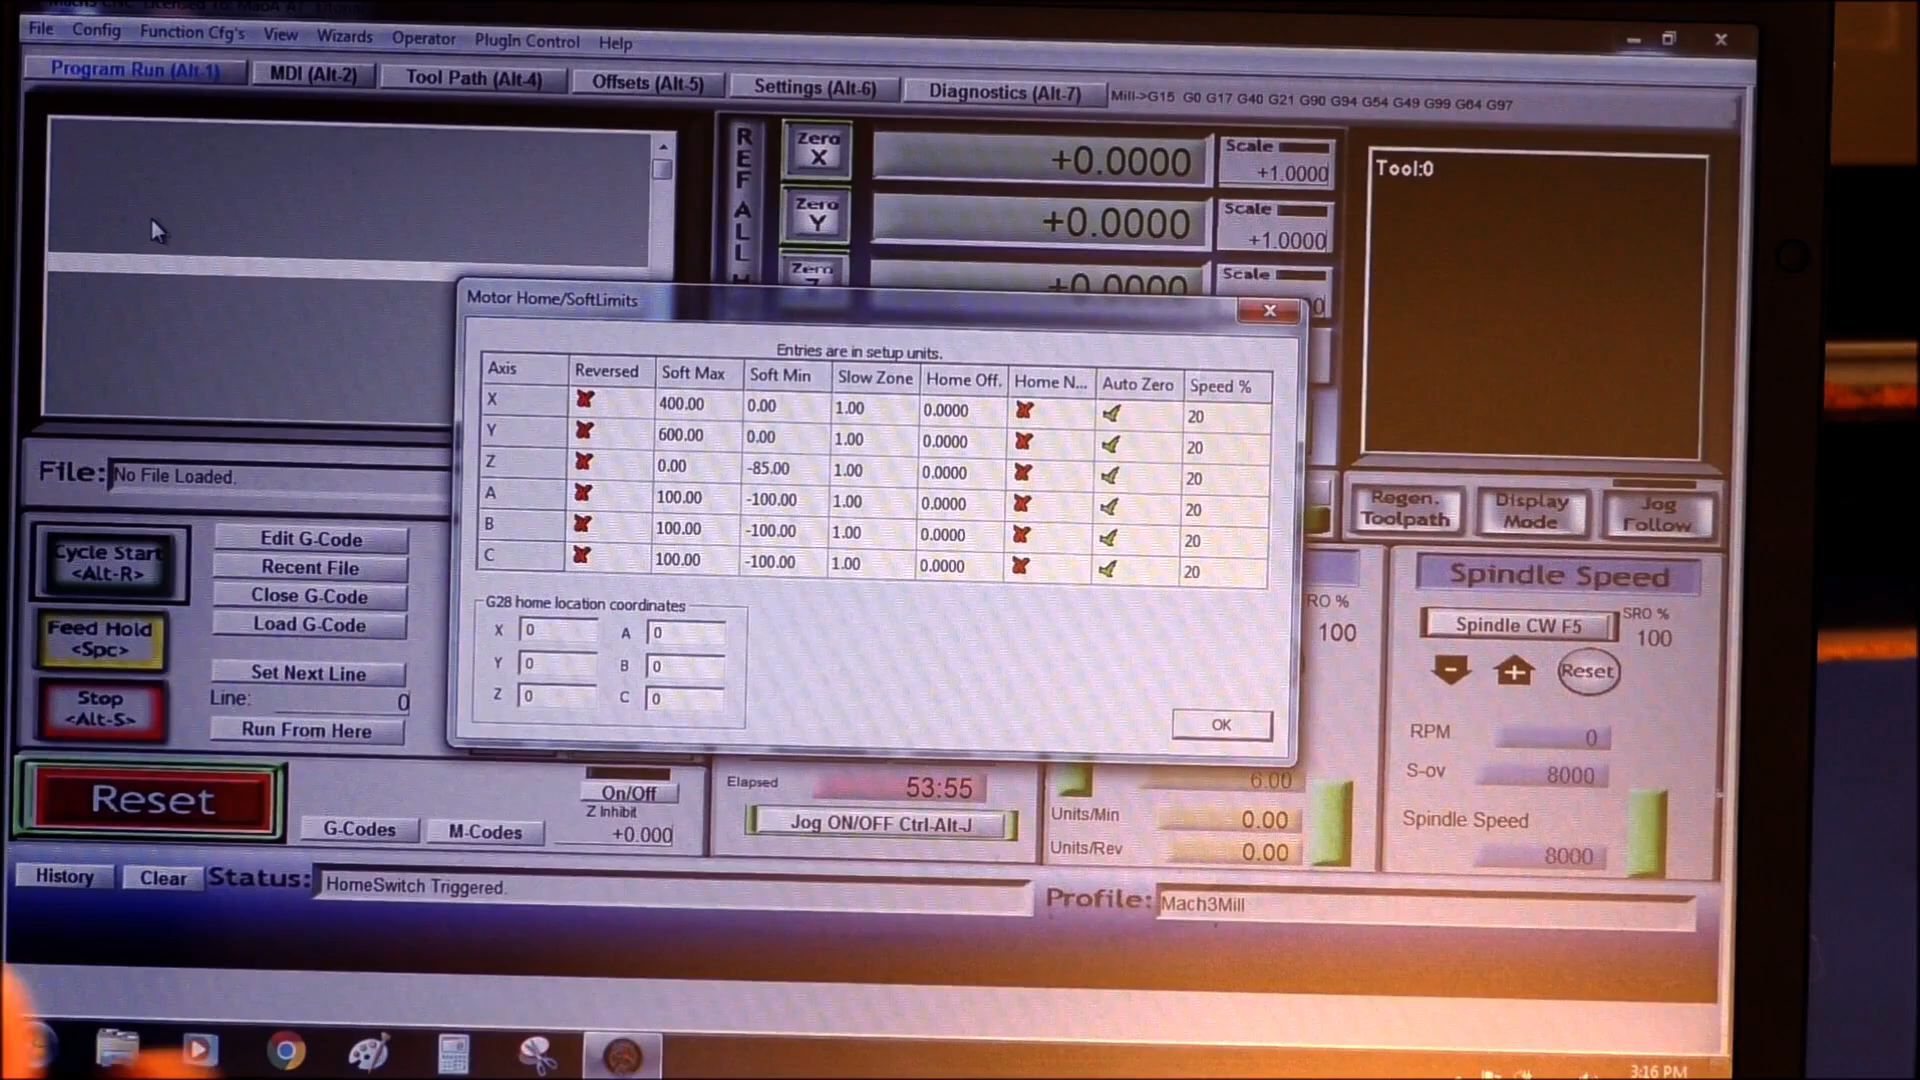 File Config Function Cfg's View Wizards Operator PlugIn Control Help
Program Run (Alt-1) MDI (Alt-2) Tool Path (Alt-4) Offsets (Alt-5) Settings (Alt-6) Diagnostics (Alt-7) Mill->G15 G0 G17 G40 G21 G90 G94 G54 G49 G99 G64 G97
REF ALL H
Zero X +0.0000 Scale +1.0000
Zero Y +0.0000 Scale +1.0000
Zero +0.0000 Scale
Tool:0
Motor Home/SoftLimits
Entries are in setup units.
Axis Reversed Soft Max Soft Min Slow Zone Home Off. Home N... Auto Zero Speed %
X 400.00 0.00 1.00 0.0000 20
Y 600.00 0.00 1.00 0.0000 20
Z 0.00 -85.00 1.00 0.0000 20
A 100.00 -100.00 1.00 0.0000 20
B 100.00 -100.00 1.00 0.0000 20
C 100.00 -100.00 1.00 0.0000 20
G28 home location coordinates
X 0 A 0
Y 0 B 0
Z 0 C 0
OK
File: No File Loaded.
Regen. Toolpath Display Mode Jog Follow
Cycle Start <Alt-R>
Feed Hold <Spc>
Stop <Alt-S>
Edit G-Code
Recent File
Close G-Code
Load G-Code
Set Next Line
Line: 0
Run From Here
RO %
100
Spindle Speed
Spindle CW F5
SRO %
100
- + Reset
RPM 0
S-ov 8000
Spindle Speed
8000
Reset
G-Codes M-Codes
On/Off
Z Inhibit
+0.000
Elapsed 53:55
Jog ON/OFF Ctrl-Alt-J
6.00
Units/Min 0.00
Units/Rev 0.00
History Clear Status: HomeSwitch Triggered.
Profile: Mach3Mill
3:16 PM